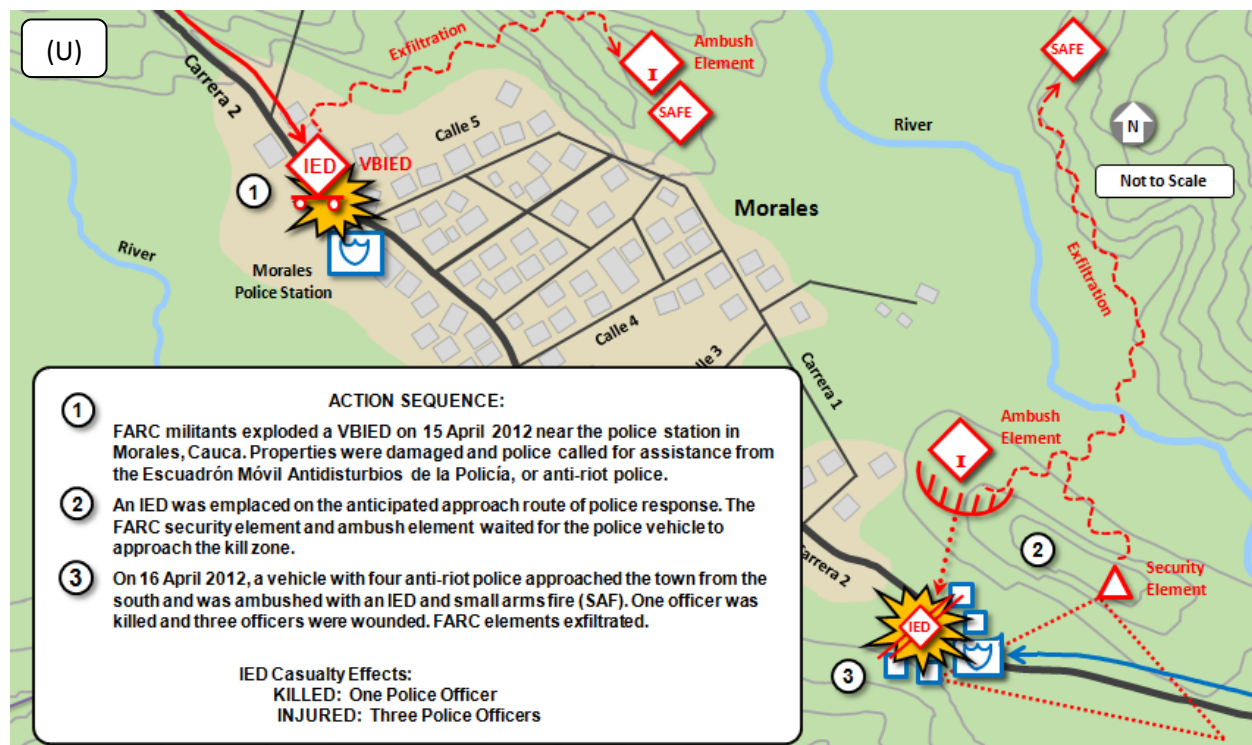 (U)
Carrera 2
Exfiltration
I
Ambush
Element
SAFE
SAFE
River
N
Not to Scale
Calle 5
IED
VBIED
1
Morales
River
Morales
Police Station
Exfiltration
Calle 4
Calle 3
Carrera 1
ACTION SEQUENCE:
1
FARC militants exploded a VBIED on 15 April 2012 near the police station in
Morales, Cauca. Properties were damaged and police called for assistance from
the Escuadrón Móvil Antidisturbios de la Policía, or anti-riot police.
2
An IED was emplaced on the anticipated approach route of police response. The
FARC security element and ambush element waited for the police vehicle to
approach the kill zone.
3
On 16 April 2012, a vehicle with four anti-riot police approached the town from the
south and was ambushed with an IED and small arms fire (SAF). One officer was
killed and three officers were wounded. FARC elements exfiltrated.
IED Casualty Effects:
KILLED: One Police Officer
INJURED: Three Police Officers
Ambush
Element
I
2
Carrera 2
Security
Element
IED
3